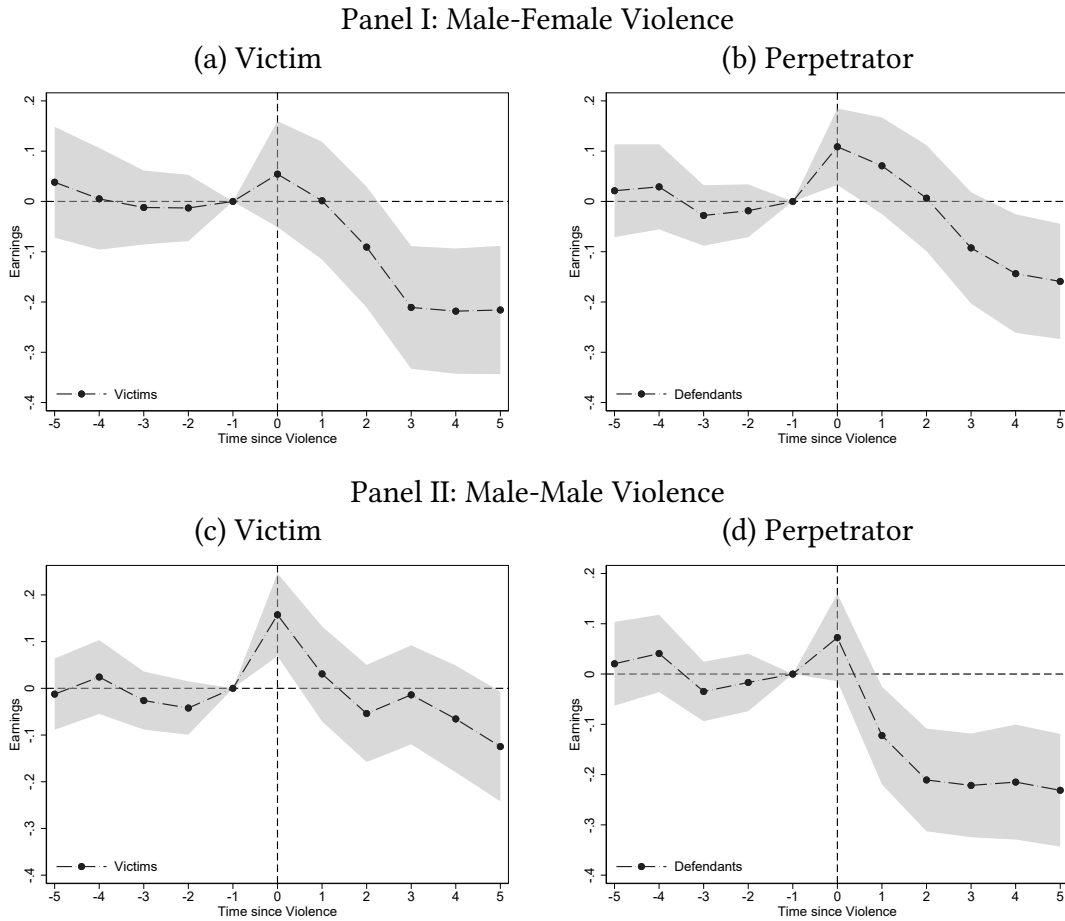 Panel I: Male-Female Violence
(a) Victim
(b) Perpetrator
Earnings
.2
.1
0
-.1
-.2
-.3
-.4
Victims
-5 -4 -3 -2 -1 0 1 2 3 4 5
Time since Violence
Earnings
.2
.1
0
-.1
-.2
-.3
-.4
Defendants
-5 -4 -3 -2 -1 0 1 2 3 4 5
Time since Violence
Panel II: Male-Male Violence
(c) Victim
(d) Perpetrator
Earnings
.2
.1
0
-.1
-.2
-.3
-.4
Victims
-5 -4 -3 -2 -1 0 1 2 3 4 5
Time since Violence
Earnings
.2
.1
0
-.1
-.2
-.3
-.4
Defendants
-5 -4 -3 -2 -1 0 1 2 3 4 5
Time since Violence